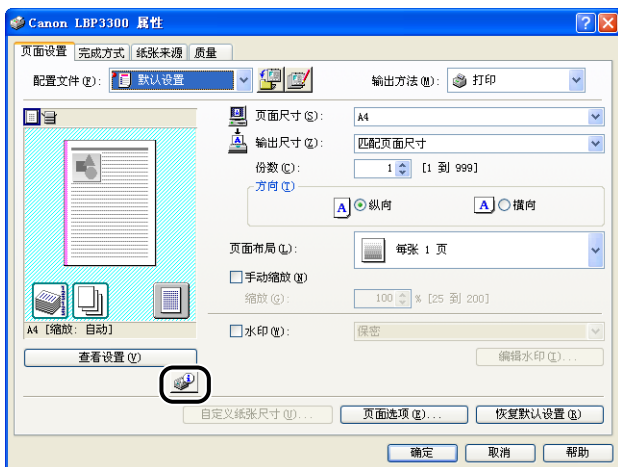 Canon LBP3300 属性
页面设置 完成方式 纸张来源 质量
配置文件(F): 默认设置 输出方法(M): 打印
页面尺寸(S): A4
输出尺寸(Z): 匹配页面尺寸
份数(C): 1 [1 到 999]
方向(T)
A 纵向 A 横向
页面布局(L): 每张 1 页
手动缩放(N)
缩放(G): 100 % [25 到 200]
A4 [缩放: 自动]
水印(W): 保密
查看设置(V) 编辑水印(I)...
自定义纸张尺寸(U)... 页面选项(E)... 恢复默认设置(R)
确定 取消 帮助